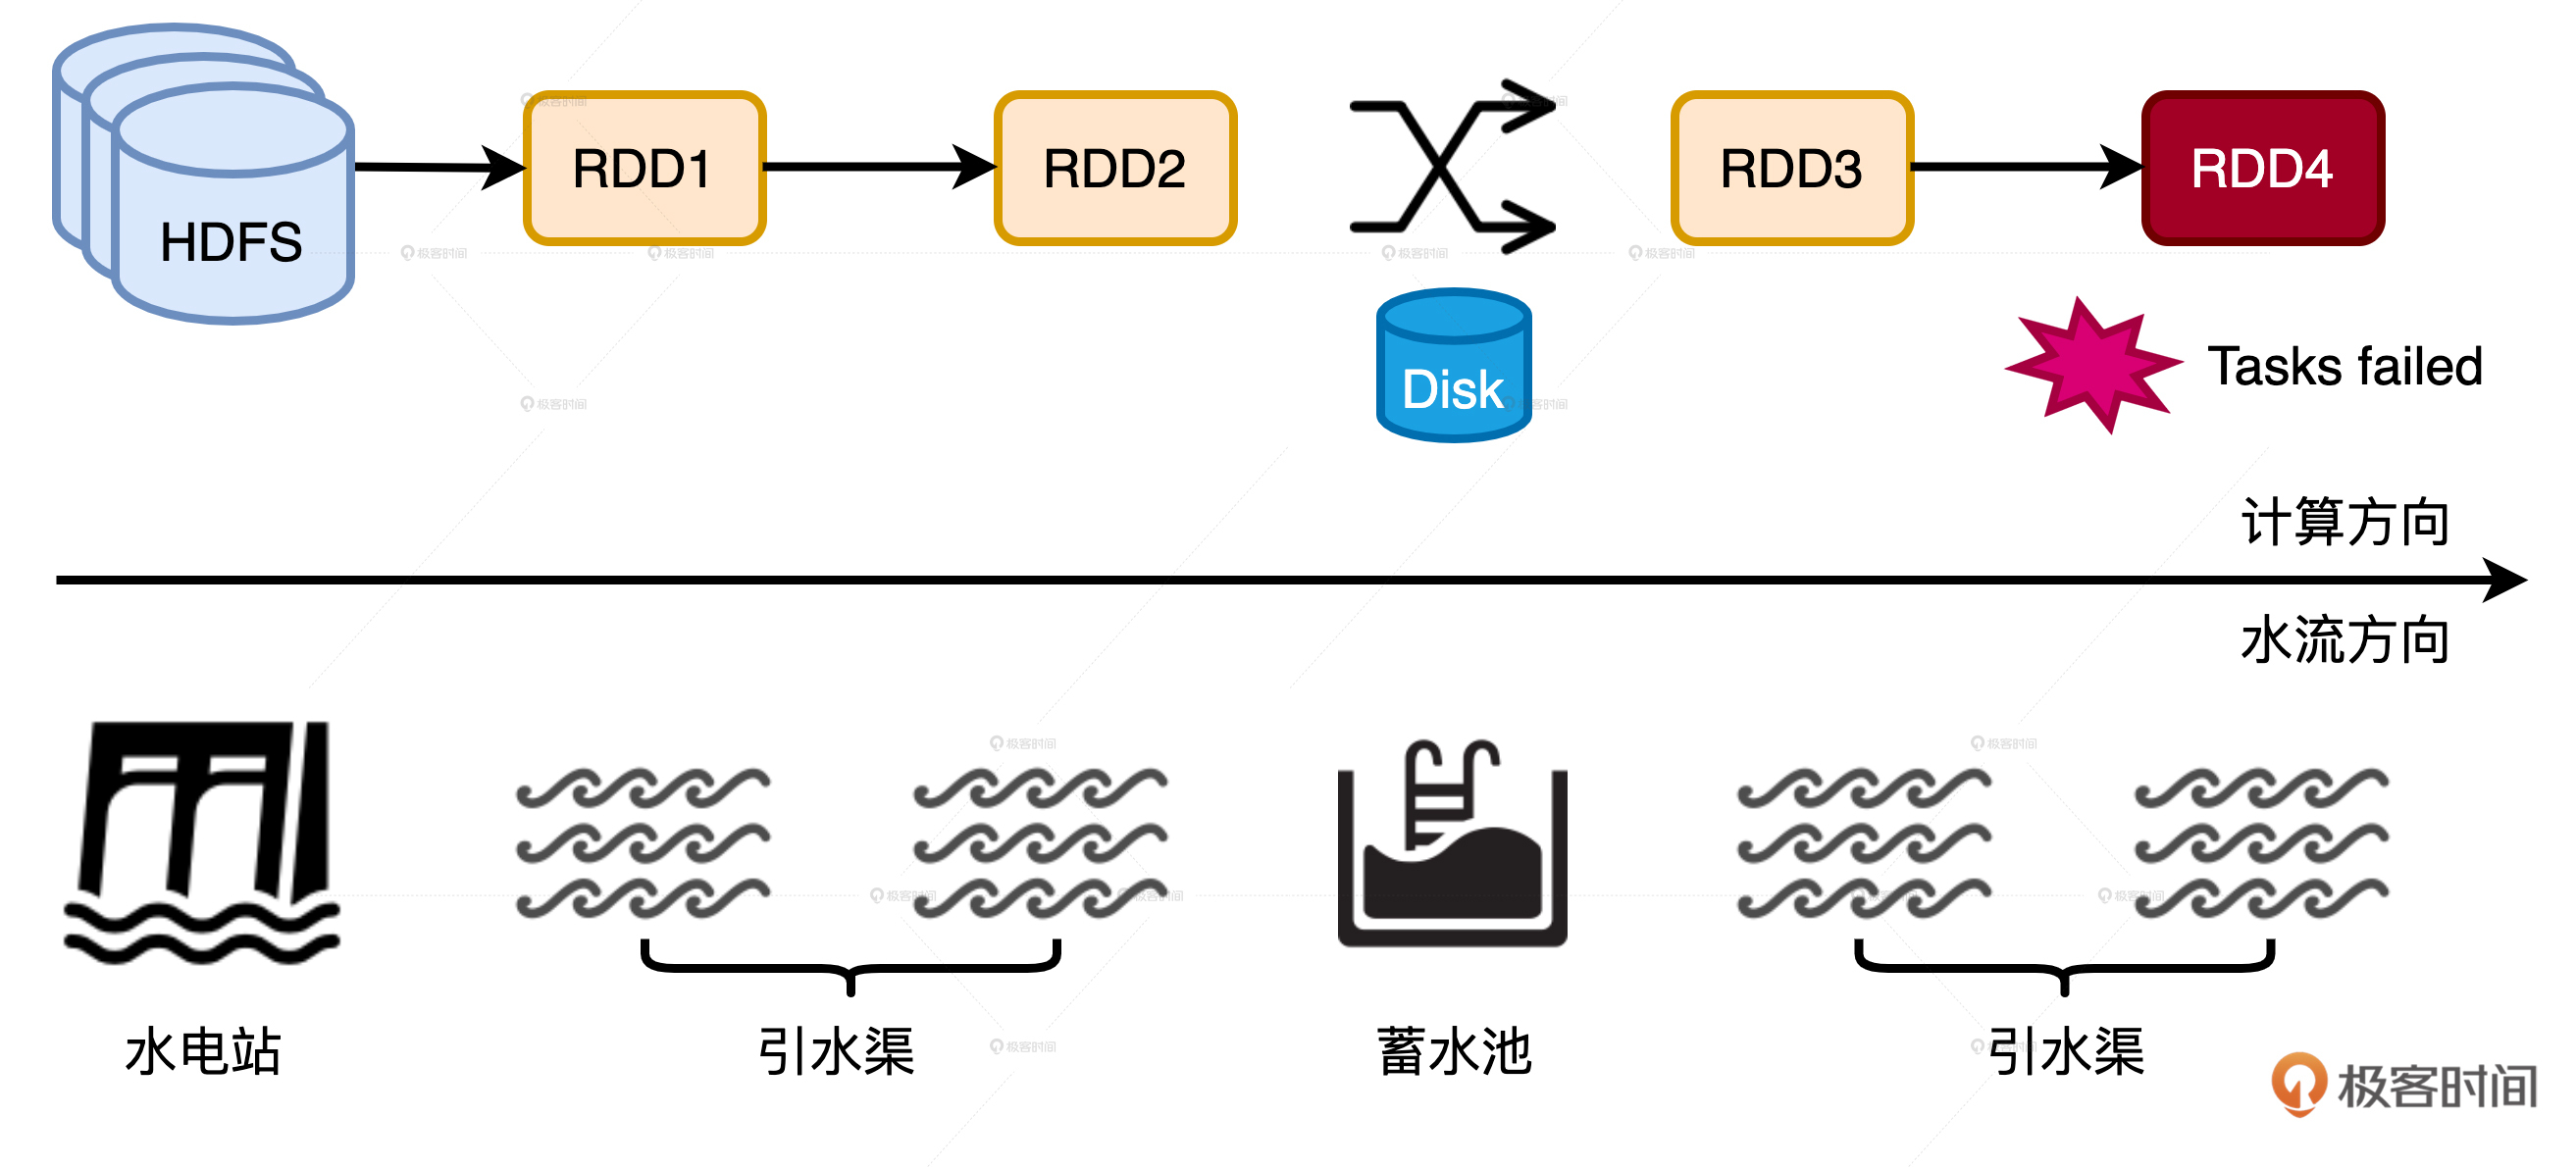 HDFS
RDD1
RDD2
RDD3
RDD4
Disk
Tasks failed
计算方向
水流方向
水电站
引水渠
蓄水池
引水渠
极客时间